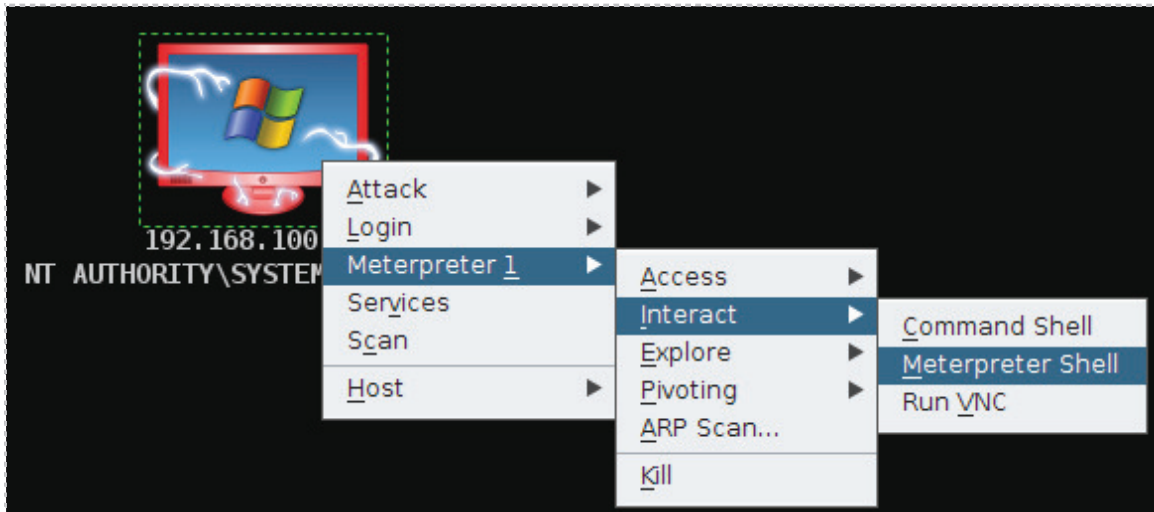 192.168.100
NT AUTHORITY\SYSTEM
Attack
Login
Meterpreter 1
Services
Scan
Host
Access
Interact
Explore
Pivoting
ARP Scan...
Kill
Command Shell
Meterpreter Shell
Run VNC